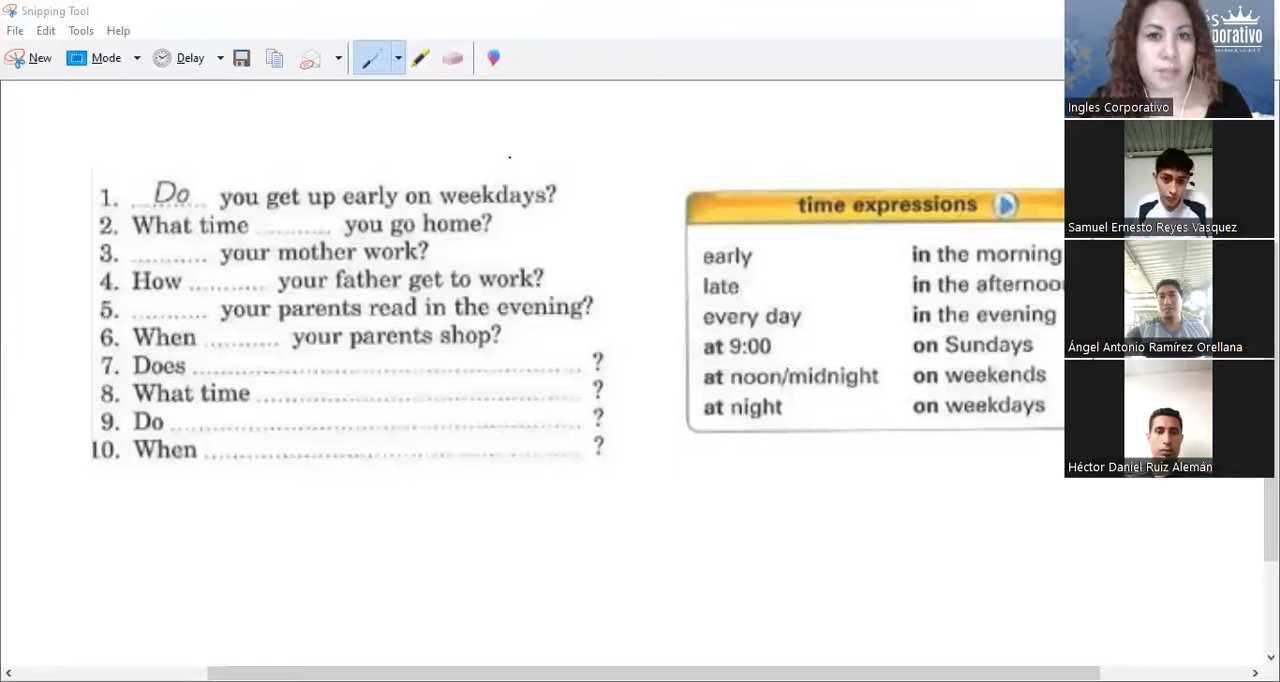 Snipping Tool
File Edit Tools Help
New Mode Delay
1. Do you get up early on weekdays?
2. What time ........... you go home?
3. ........... your mother work?
4. How ........... your father get to work?
5. ........... your parents read in the evening?
6. When ........... your parents shop?
7. Does ........... ?
8. What time ........... ?
9. Do ........... ?
10. When ........... ?
time expressions
early in the morning
late in the afternoo
every day in the evening
at 9:00 on Sundays
at noon/midnight on weekends
at night on weekdays
Ingles Corporativo
Samuel Ernesto Reyes Vasquez
Ángel Antonio Ramírez Orellana
Héctor Daniel Ruiz Alemán